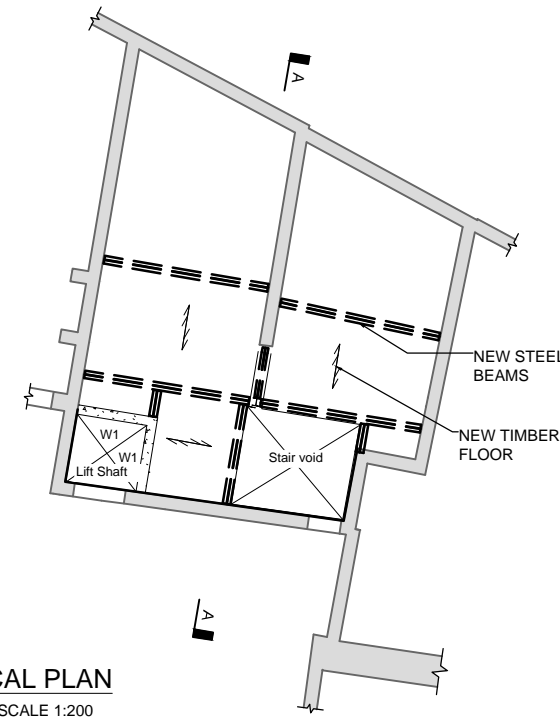 A
NEW STEEL
BEAMS
NEW TIMBER
FLOOR
W1
W1
Lift Shaft
Stair void
A
CAL PLAN
SCALE 1:200